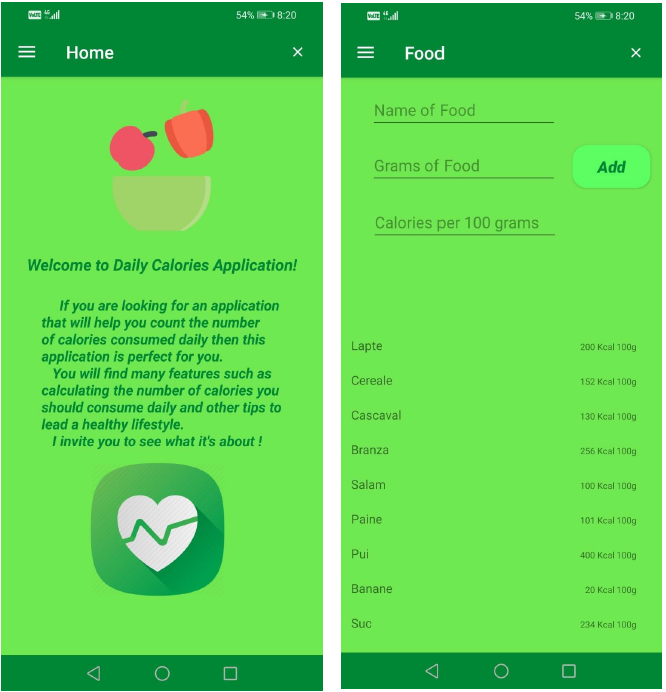 VoLTE 4G 54% 8:20
Home ×
Welcome to Daily Calories Application!
If you are looking for an application
that will help you count the number
of calories consumed daily then this
application is perfect for you.
You will find many features such as
calculating the number of calories you
should consume daily and other tips to
lead a healthy lifestyle.
I invite you to see what it's about !
VoLTE 54% 8:20
Food ×
Name of Food
Grams of Food
Add
Calories per 100 grams
Lapte 200 Kcal 100g
Cereale 152 Kcal 100g
Cascaval 130 Kcal 100g
Branza 256 Kcal 100g
Salam 100 Kcal 100g
Paine 101 Kcal 100g
Pui 400 Kcal 100g
Banane 20 Kcal 100g
Suc 234 Kcal 100g